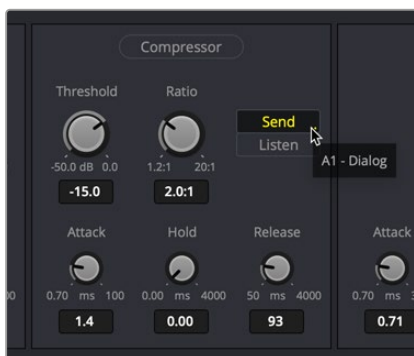 Compressor
Threshold Ratio
Send
Listen
A1 - Dialog
-50.0 dB 0.0 1.2:1 20:1
-15.0 2.0:1
Attack Hold Release Attack
0.70 ms 100 0.00 ms 4000 50 ms 4000 0.70 ms
1.4 0.00 93 0.71